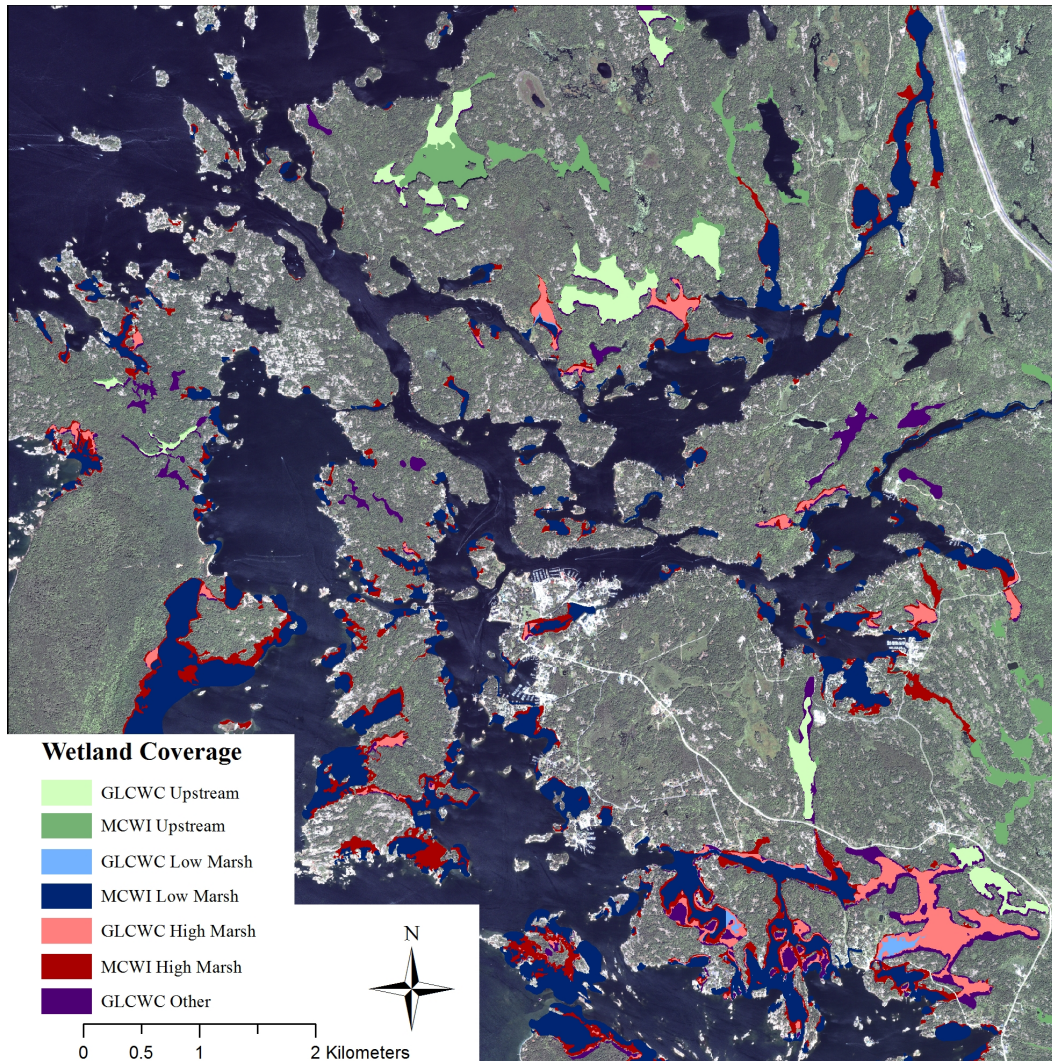 Wetland Coverage
GLCWC Upstream
MCWI Upstream
GLCWC Low Marsh
MCWI Low Marsh
GLCWC High Marsh
MCWI High Marsh
GLCWC Other
N
0 0.5 1 2 Kilometers